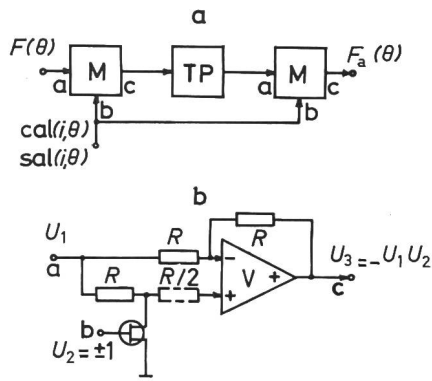 a
F(θ) M TP M Fa(θ)
a c a c
b b
cal(i,θ)
sal(i,θ)
b
U1 R R U3=-U1 U2
a R R/2 - V + + c
b
U2=±1